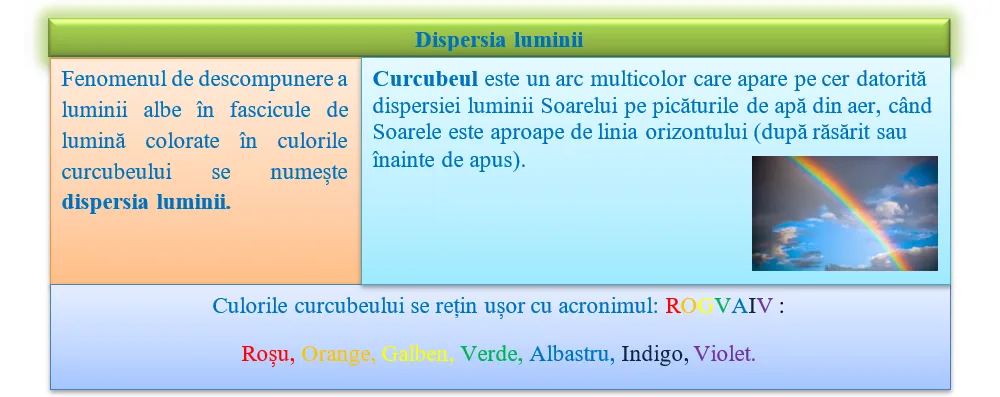 Dispersia luminii
Fenomenul de descompunere a
luminii albe în fascicule de
lumină colorate în culorile
curcubeului se numește
dispersia luminii.
Curcubeul este un arc multicolor care apare pe cer datorită
dispersiei luminii Soarelui pe picăturile de apă din aer, când
Soarele este aproape de linia orizontului (după răsărit sau
înainte de apus).
Culorile curcubeului se rețin ușor cu acronimul: ROGVAIV :
Roșu, Orange, Galben, Verde, Albastru, Indigo, Violet.